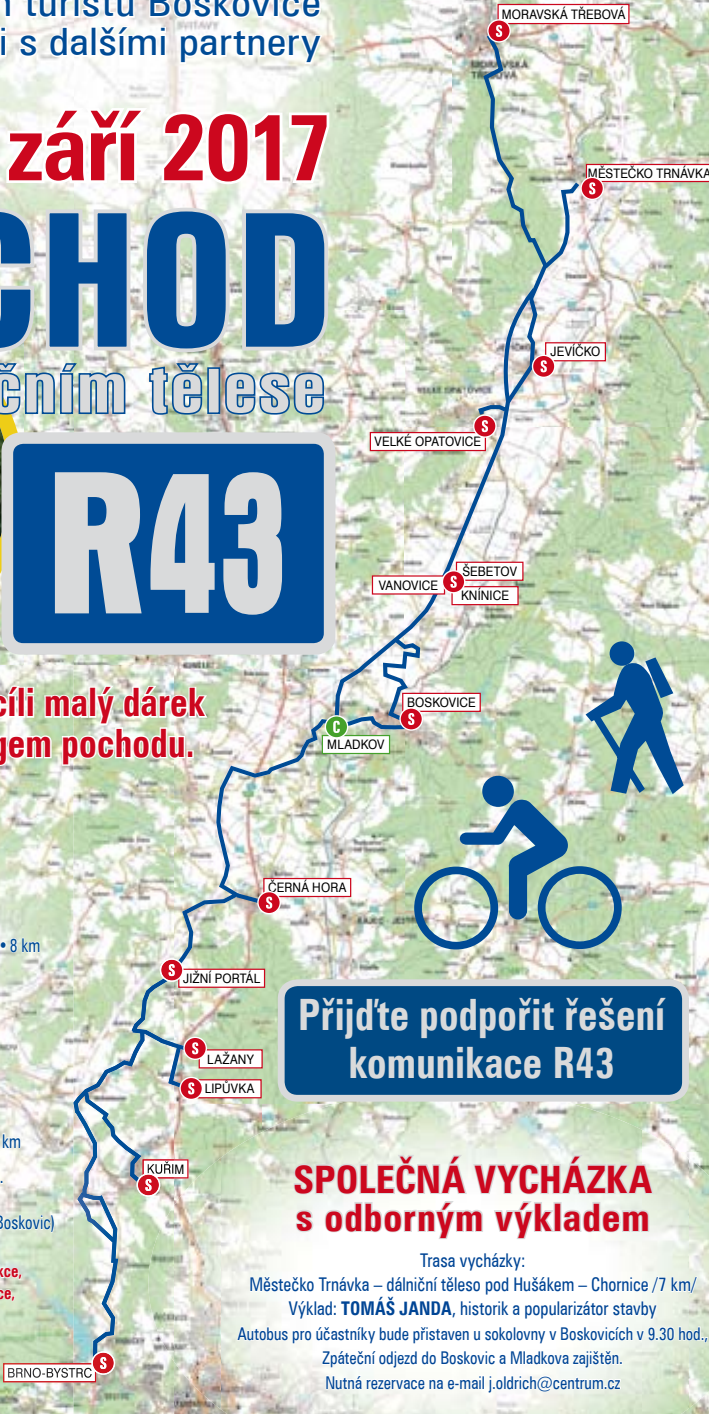 m turistů Boskovice
i s dalšími partnery
září 2017
CHOD
čním tělese
R43
cíli malý dárek
gem pochodu.
• 8 km
km
Boskovic)
kce,
ce,
MORAVSKÁ TŘEBOVÁ
S
MĚSTEČKO TRNÁVKA
S
JEVÍČKO
S
VELKÉ OPATOVICE
S
VANOVICE
S
ŠEBETOV
KNÍNICE
BOSKOVICE
S
C
MLADKOV
ČERNÁ HORA
S
S
JIŽNÍ PORTÁL
S
LAŽANY
S
LIPŮVKA
KUŘIM
S
BRNO-BYSTRC
S
Přijďte podpořit řešení
komunikace R43
SPOLEČNÁ VYCHÁZKA
s odborným výkladem
Trasa vycházky:
Městečko Trnávka – dálniční těleso pod Hušákem – Chornice /7 km/
Výklad: TOMÁŠ JANDA, historik a popularizátor stavby
Autobus pro účastníky bude přistaven u sokolovny v Boskovicích v 9.30 hod.,
Zpáteční odjezd do Boskovic a Mladkova zajištěn.
Nutná rezervace na e-mail j.oldrich@centrum.cz